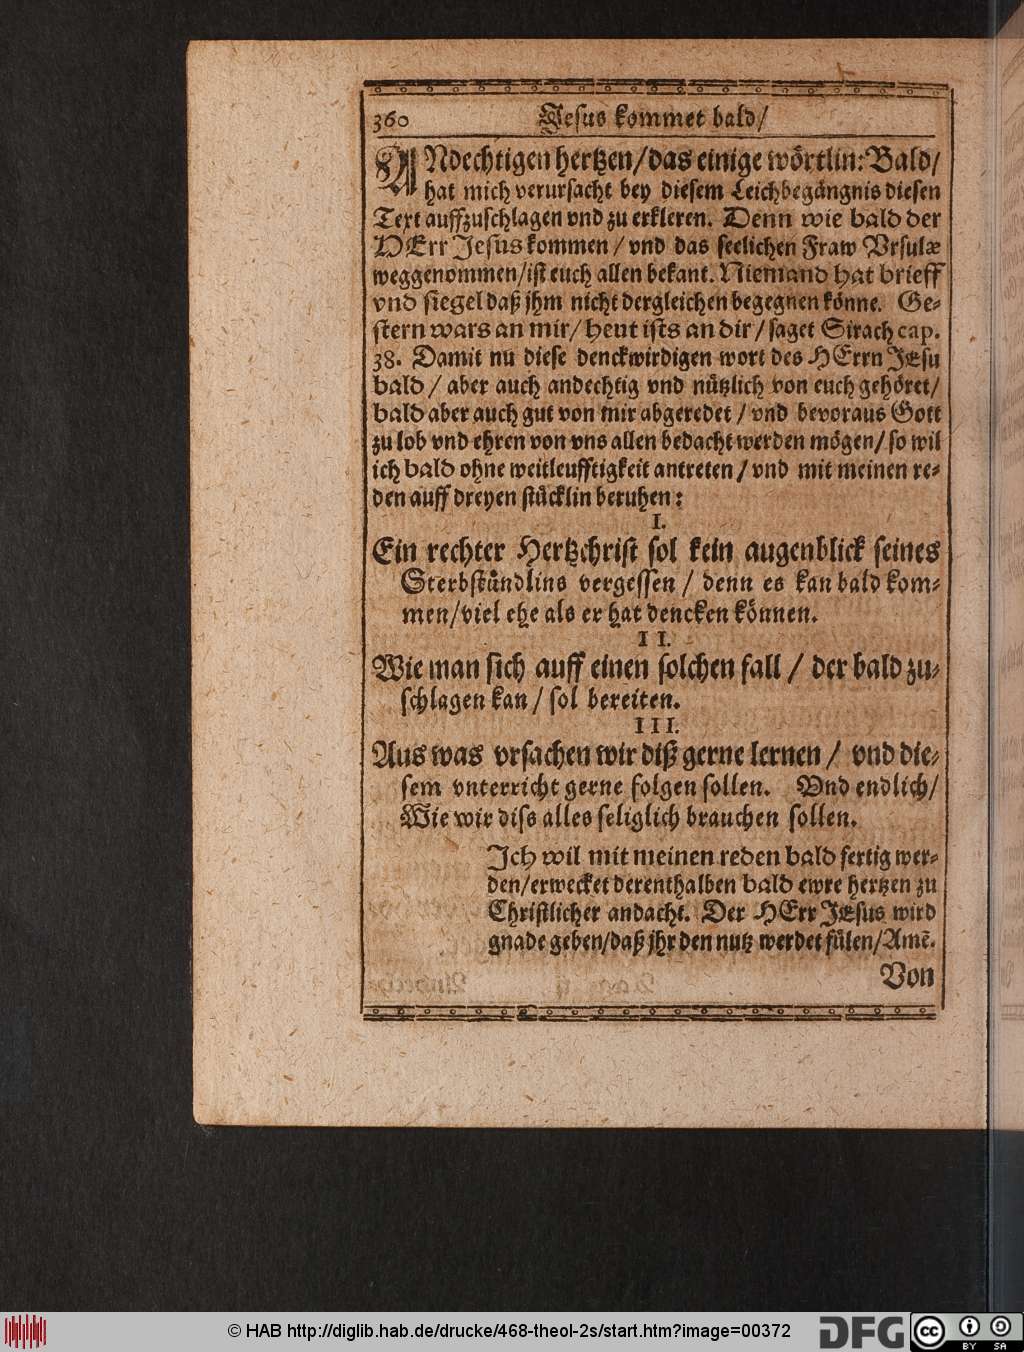 360 Jesus kommet bald/
ANdechtigen hertzen/das einige wörtlin: Bald/
hat mich verursacht bey diesem Leichbegängnis diesen
Text auffzuschlagen vnd zu erkleren. Denn wie bald der
HErr Jesus kommen / vnd das seelichen Fraw Vrsulæ
weggenommen/ist euch allen bekant. Niemand hat brieff
vnd siegel daß jhm nicht dergleichen begegnen könne. Ge-
stern wars an mir/ heut ists an dir / saget Sirach cap.
38. Damit nu diese denckwirdigen wort des HErrn JEsu
bald / aber auch andechtig vnd nützlich von euch gehöret/
bald aber auch gut von mir abgeredet / vnd bevoraus Gott
zu lob vnd ehren von vns allen bedacht werden mögen/ so wil
ich bald ohne weitleufftigkeit antreten / vnd mit meinen re-
den auff dreyen stücklin beruhen:
I.
Ein rechter Hertzchrist sol kein augenblick seines
Sterbstündlins vergessen / denn es kan bald kom-
men/viel ehe als er hat dencken können.
II.
Wie man sich auff einen solchen fall / der bald zu-
schlagen kan / sol bereiten.
III.
Aus was vrsachen wir diß gerne lernen / vnd die-
sem vnterricht gerne folgen sollen. Vnd endlich/
Wie wir diss alles seliglich brauchen sollen.
Jch wil mit meinen reden bald fertig wer-
den/erwecket derenthalben bald ewre hertzen zu
Christlicher andacht. Der HErr JEsus wird
gnade geben/daß jhr den nutz werdet fülen/Amē.
Von
© HAB http://diglib.hab.de/drucke/468-theol-2s/start.htm?image=00372
DFG cc BY SA